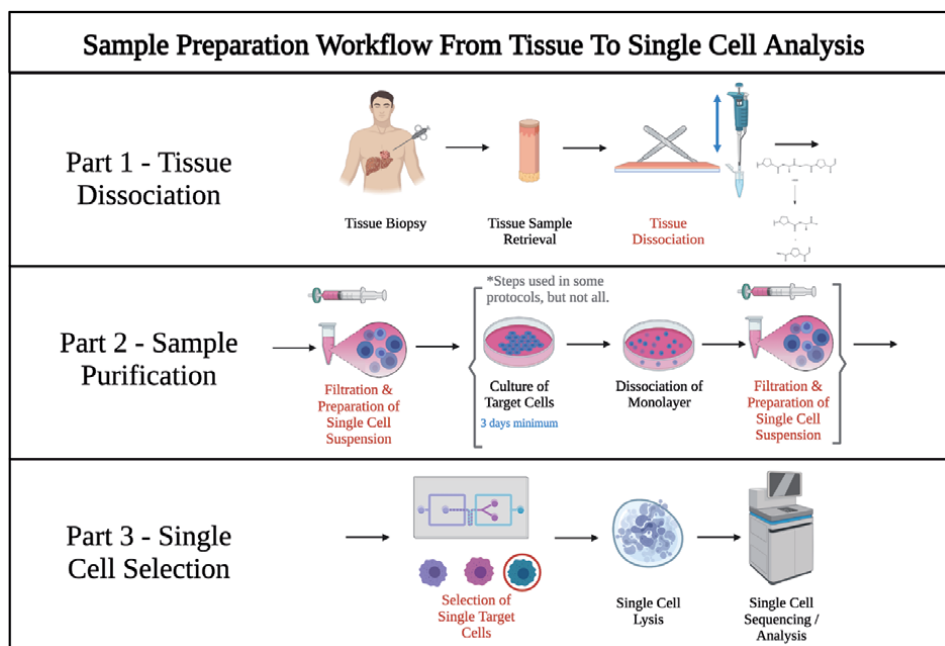 Sample Preparation Workflow From Tissue To Single Cell Analysis
Part 1 - Tissue
Dissociation
Tissue Biopsy
Tissue Sample
Retrieval
Tissue
Dissociation
Part 2 - Sample
Purification
Filtration &
Preparation of
Single Cell
Suspension
*Steps used in some
protocols, but not all.
Culture of
Target Cells
3 days minimum
Dissociation of
Monolayer
Filtration &
Preparation of
Single Cell
Suspension
Part 3 - Single
Cell Selection
Selection of
Single Target
Cells
Single Cell
Lysis
Single Cell
Sequencing /
Analysis